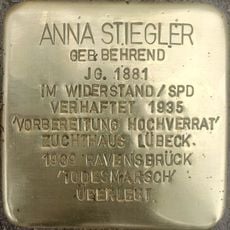 ANNA STIEGLER
GEB. BEHREND
JG. 1881
IM WIDERSTAND / SPD
VERHAFTET 1935
'VORBEREITUNG HOCHVERRAT'
ZUCHTHAUS LÜBECK
1939 RAVENSBRÜCK
'TODESMARSCH'
ÜBERLEBT